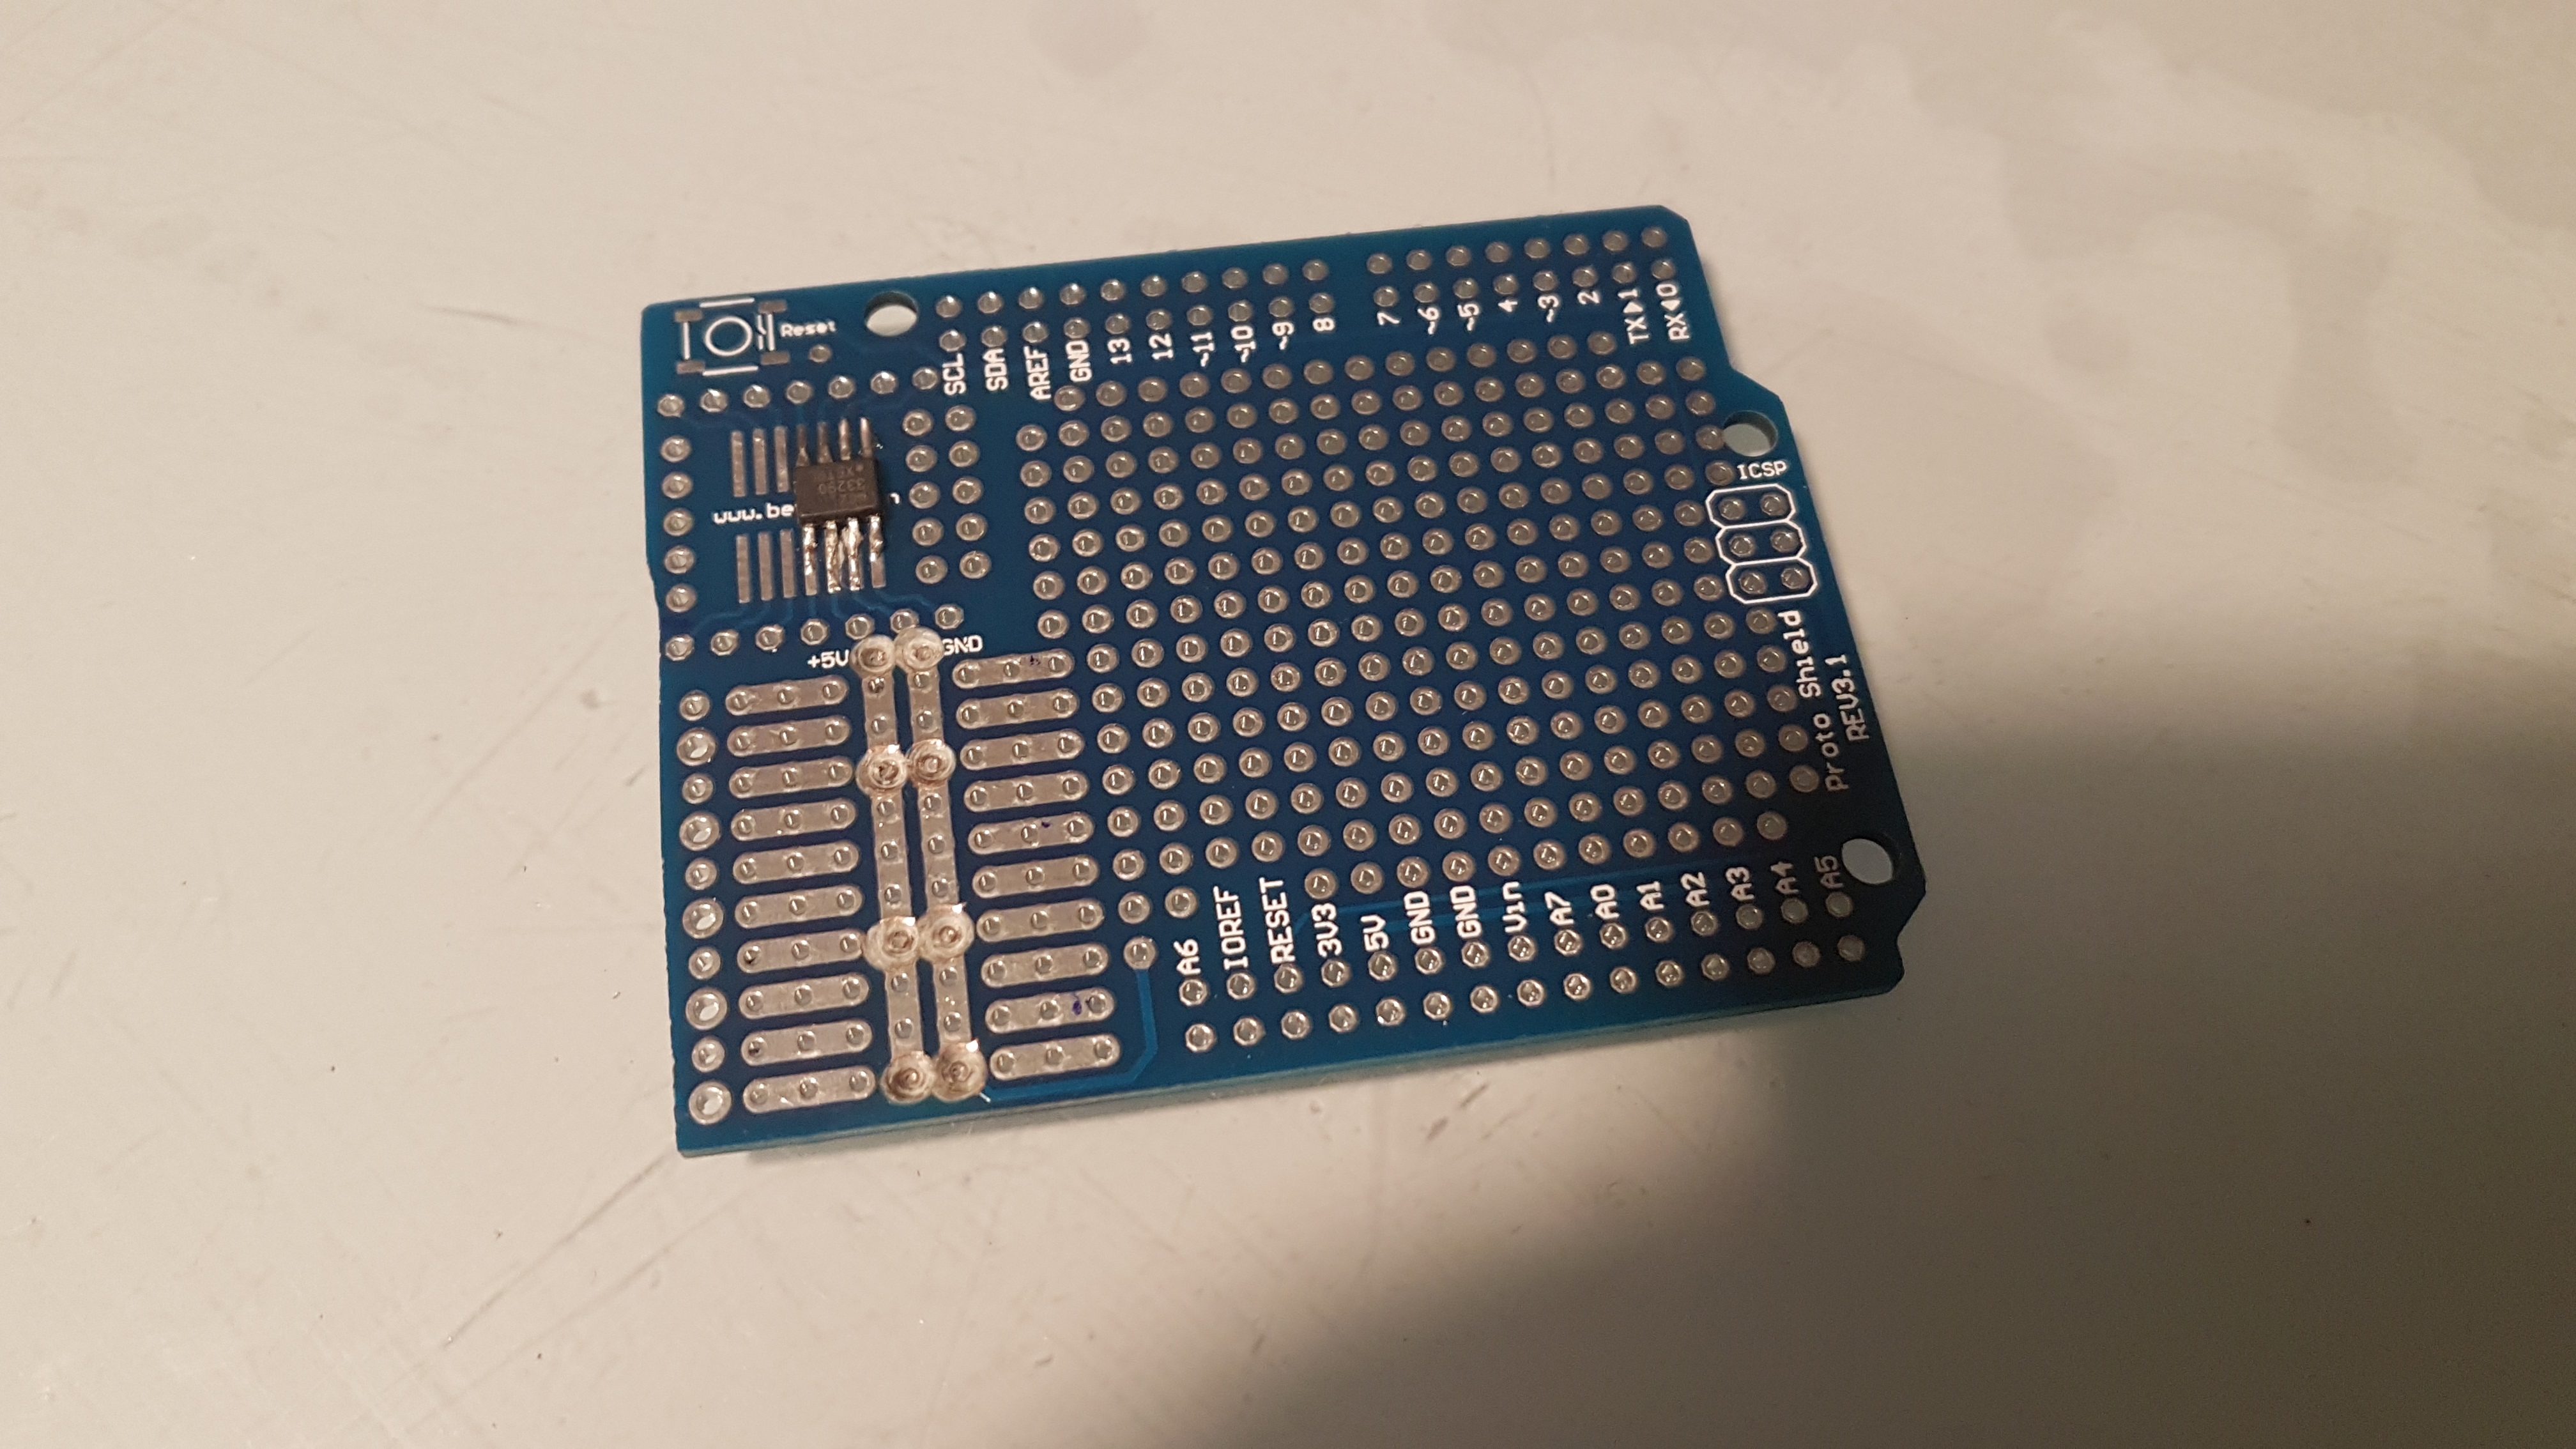 Reset
SCL
SDA
AREF
GND
13
12
~11
~10
~9
8
7
~6
~5
4
~3
2
TX▶1
RX◀0
ICSP
33290
www.be
n
+5V
GND
Proto Shield
REV3.1
A6
IOREF
RESET
3V3
5V
GND
GND
Vin
A7
A0
A1
A2
A3
A4
A5